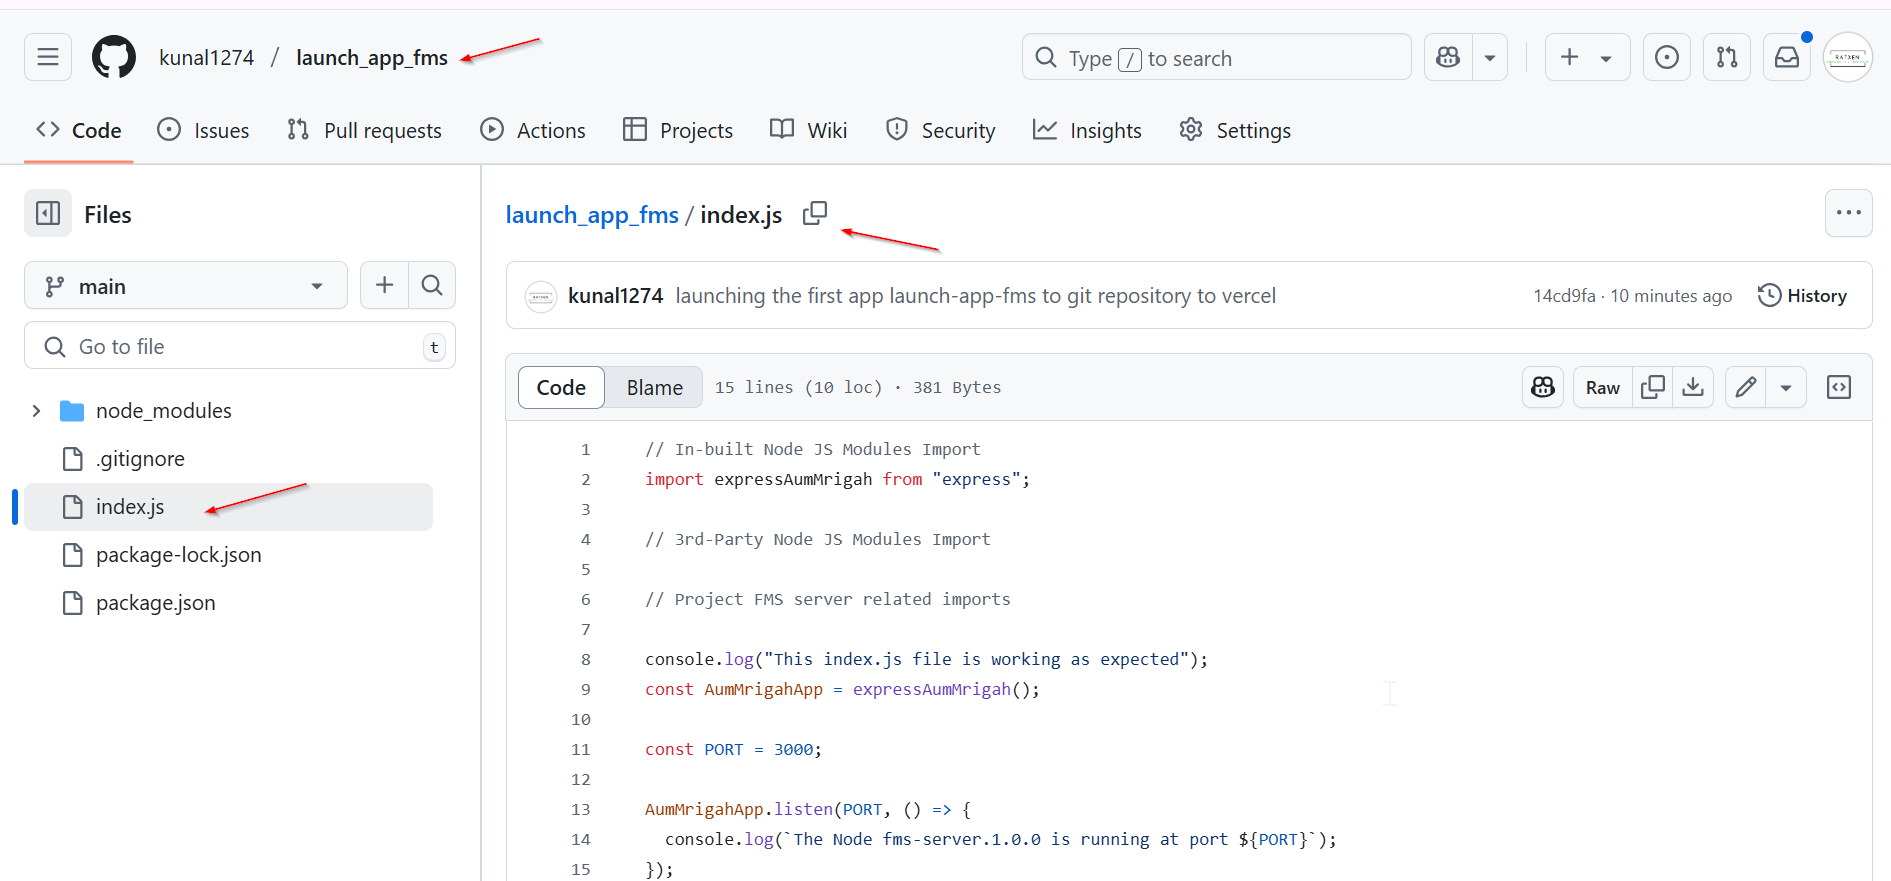 kunal1274 / launch_app_fms
Type / to search
RATXEN
Code Issues Pull requests Actions Projects Wiki Security Insights Settings
Files
launch_app_fms / index.js
main
kunal1274 launching the first app launch-app-fms to git repository to vercel 14cd9fa · 10 minutes ago History
Go to file t
Code Blame 15 lines (10 loc) · 381 Bytes Raw
node_modules
.gitignore
index.js
package-lock.json
package.json
1 // In-built Node JS Modules Import
2 import expressAumMrigah from "express";
3
4 // 3rd-Party Node JS Modules Import
5
6 // Project FMS server related imports
7
8 console.log("This index.js file is working as expected");
9 const AumMrigahApp = expressAumMrigah();
10
11 const PORT = 3000;
12
13 AumMrigahApp.listen(PORT, () => {
14 console.log(`The Node fms-server.1.0.0 is running at port ${PORT}`);
15 });